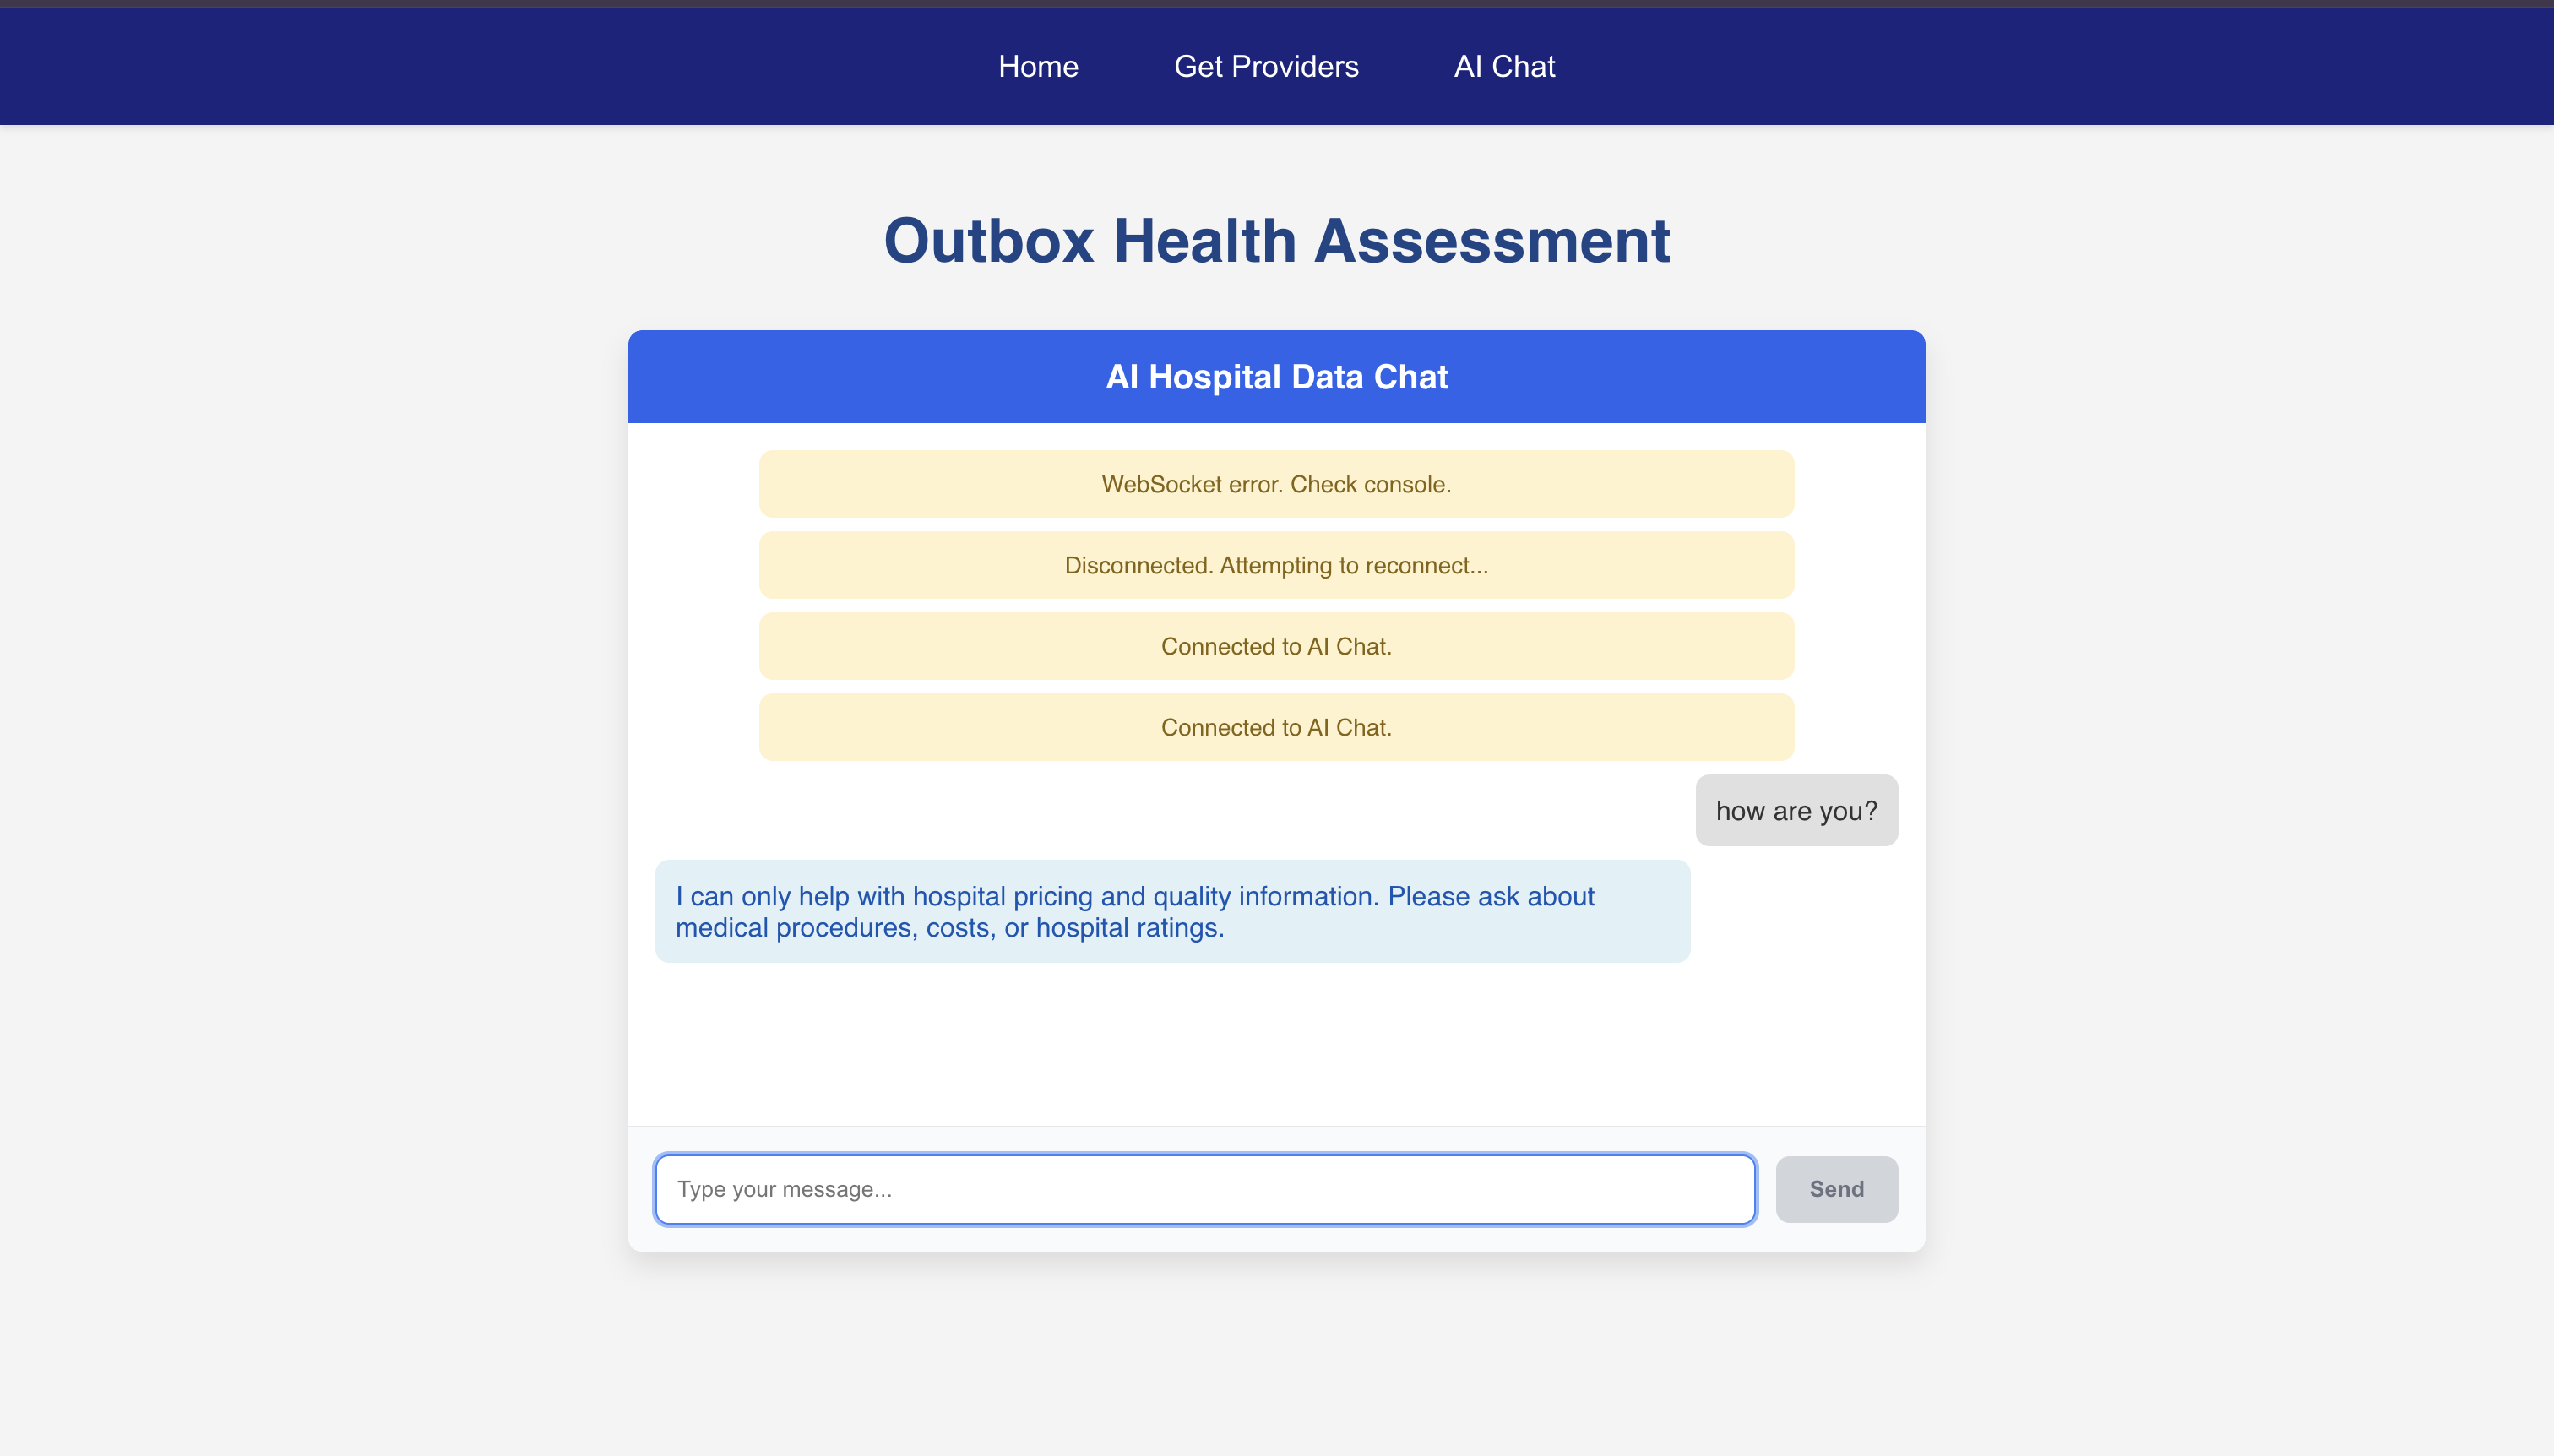 Home Get Providers AI Chat
Outbox Health Assessment
AI Hospital Data Chat
WebSocket error. Check console.
Disconnected. Attempting to reconnect...
Connected to AI Chat.
Connected to AI Chat.
how are you?
I can only help with hospital pricing and quality information. Please ask about
medical procedures, costs, or hospital ratings.
Type your message... Send